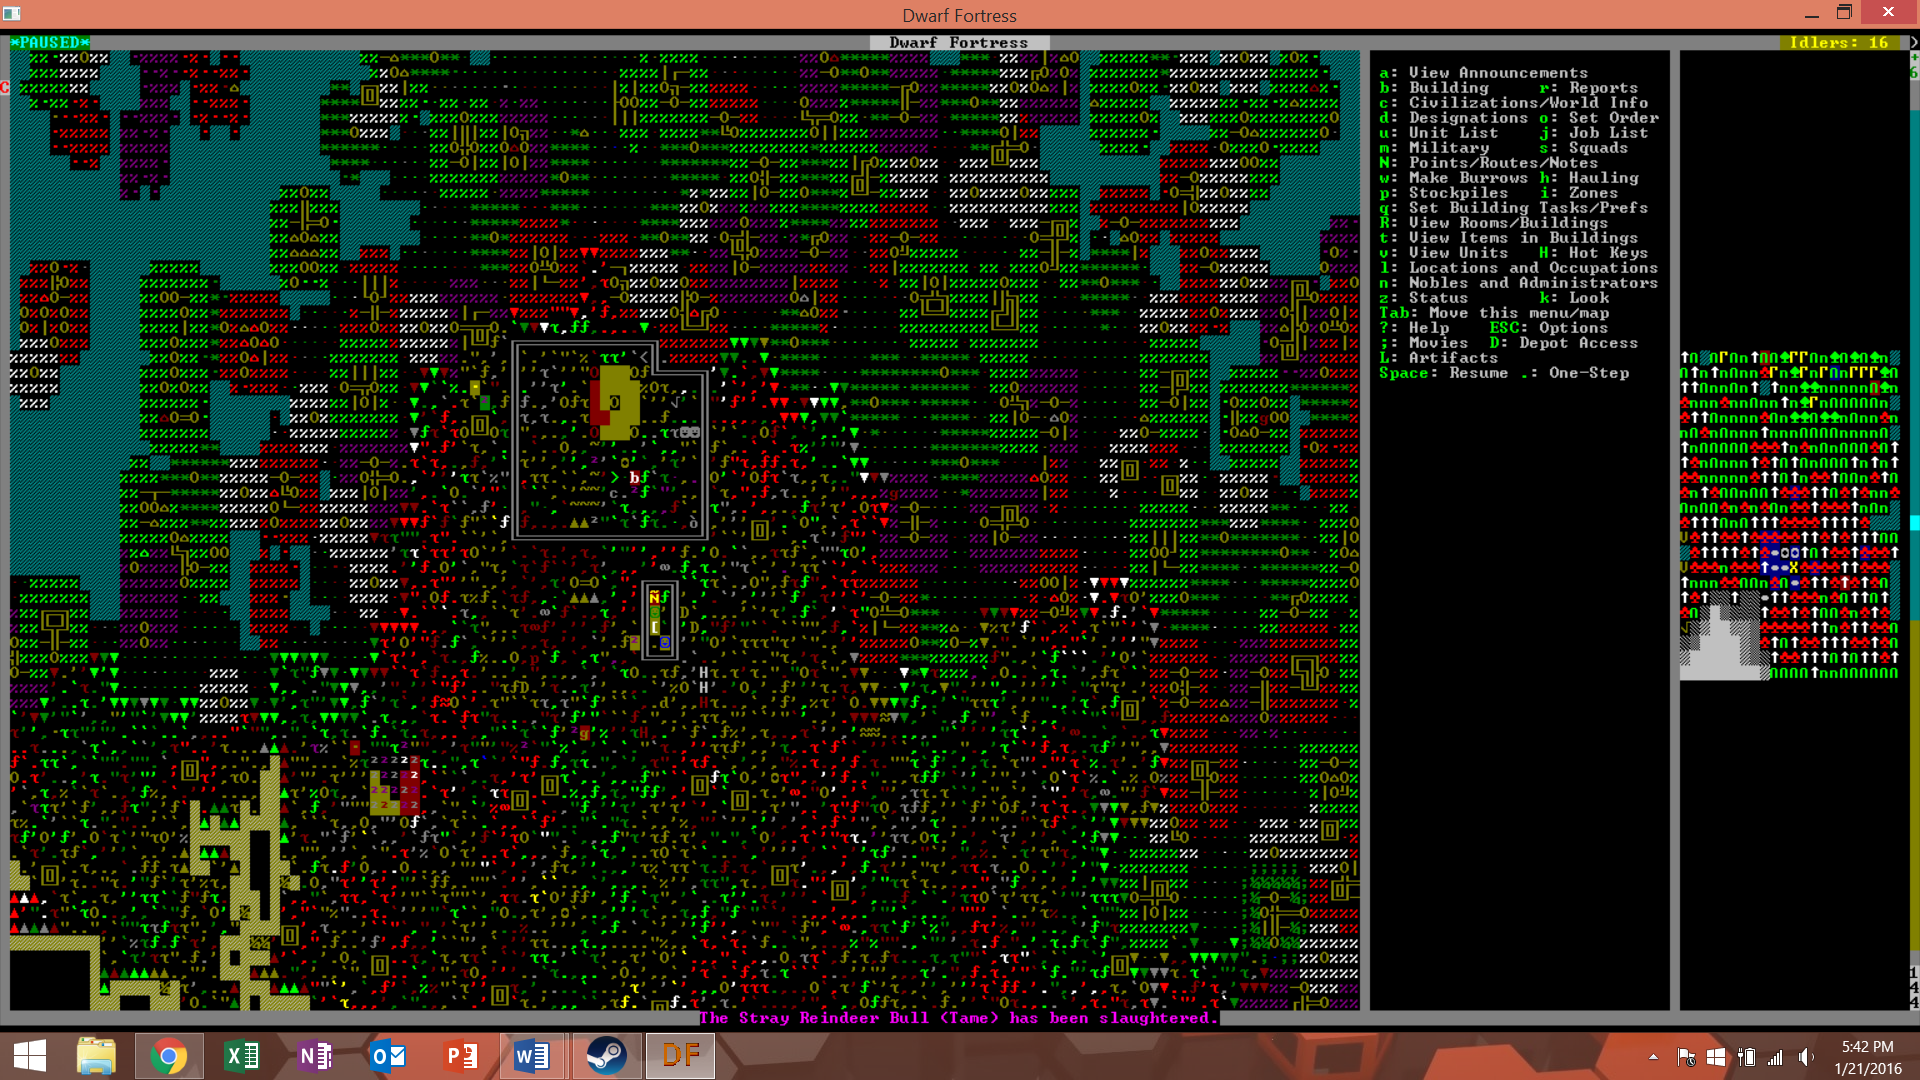 Dwarf Fortress
*PAUSED*
Dwarf Fortress
Idlers: 16
a: View Announcements
b: Building r: Reports
c: Civilizations/World Info
d: Designations o: Set Order
u: Unit List j: Job List
m: Military s: Squads
N: Points/Routes/Notes
w: Make Burrows h: Hauling
p: Stockpiles i: Zones
q: Set Building Tasks/Prefs
R: View Rooms/Buildings
t: View Items in Buildings
v: View Units H: Hot Keys
l: Locations and Occupations
n: Nobles and Administrators
z: Status k: Look
Tab: Move this menu/map
?: Help ESC: Options
;: Movies D: Depot Access
L: Artifacts
Space: Resume .: One-Step
The Stray Reindeer Bull (Tame) has been slaughtered.
DF
5:42 PM
1/21/2016